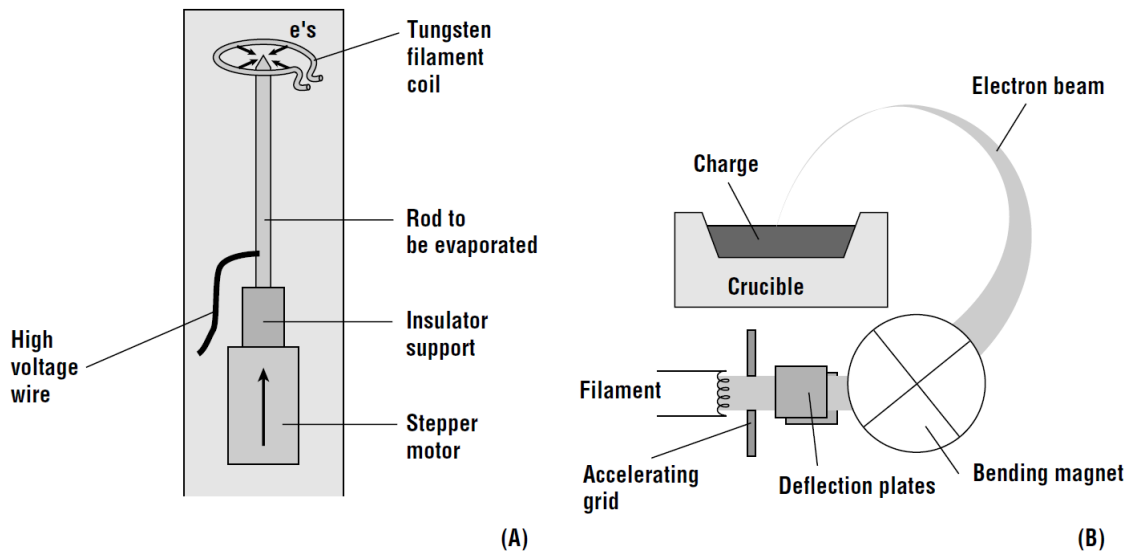 e's
Tungsten
filament
coil
Rod to
be evaporated
High
voltage
wire
Insulator
support
Stepper
motor
(A)
Electron beam
Charge
Crucible
Filament
Accelerating
grid
Deflection plates
Bending magnet
(B)